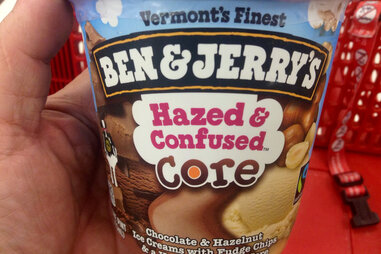 Vermont's Finest
BEN & JERRY'S
Hazed &
Confused
Core
Chocolate & Hazelnut
Ice Creams with Fudge Chips